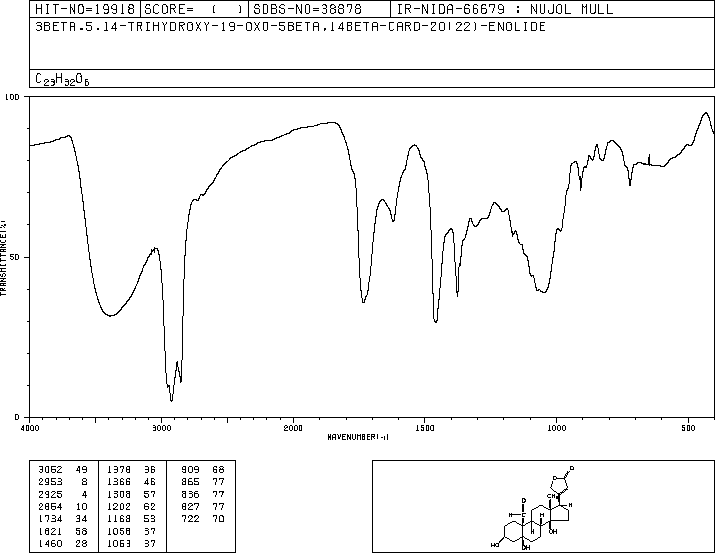 HIT-NO=19918 SCORE= ( ) SDBS-NO=38878 IR-NIDA-66679 : NUJOL MULL
3BETA.5.14-TRIHYDROXY-19-OXO-5BETA,14BETA-CARD-20(22)-ENOLIDE
C23H32O6
100
50
0
TRANSMITTANCE(%)
4000 3000 2000 1500 1000 500
WAVENUMBER(-1)
3062 49 1378 36 909 68
2953 8 1366 46 865 77
2925 4 1308 57 836 77
2854 10 1202 62 827 77
1734 34 1168 53 722 70
1621 58 1058 37
1460 28 1063 37
O
O
O
CH3
H
H C
H
H
OH
HO
OH